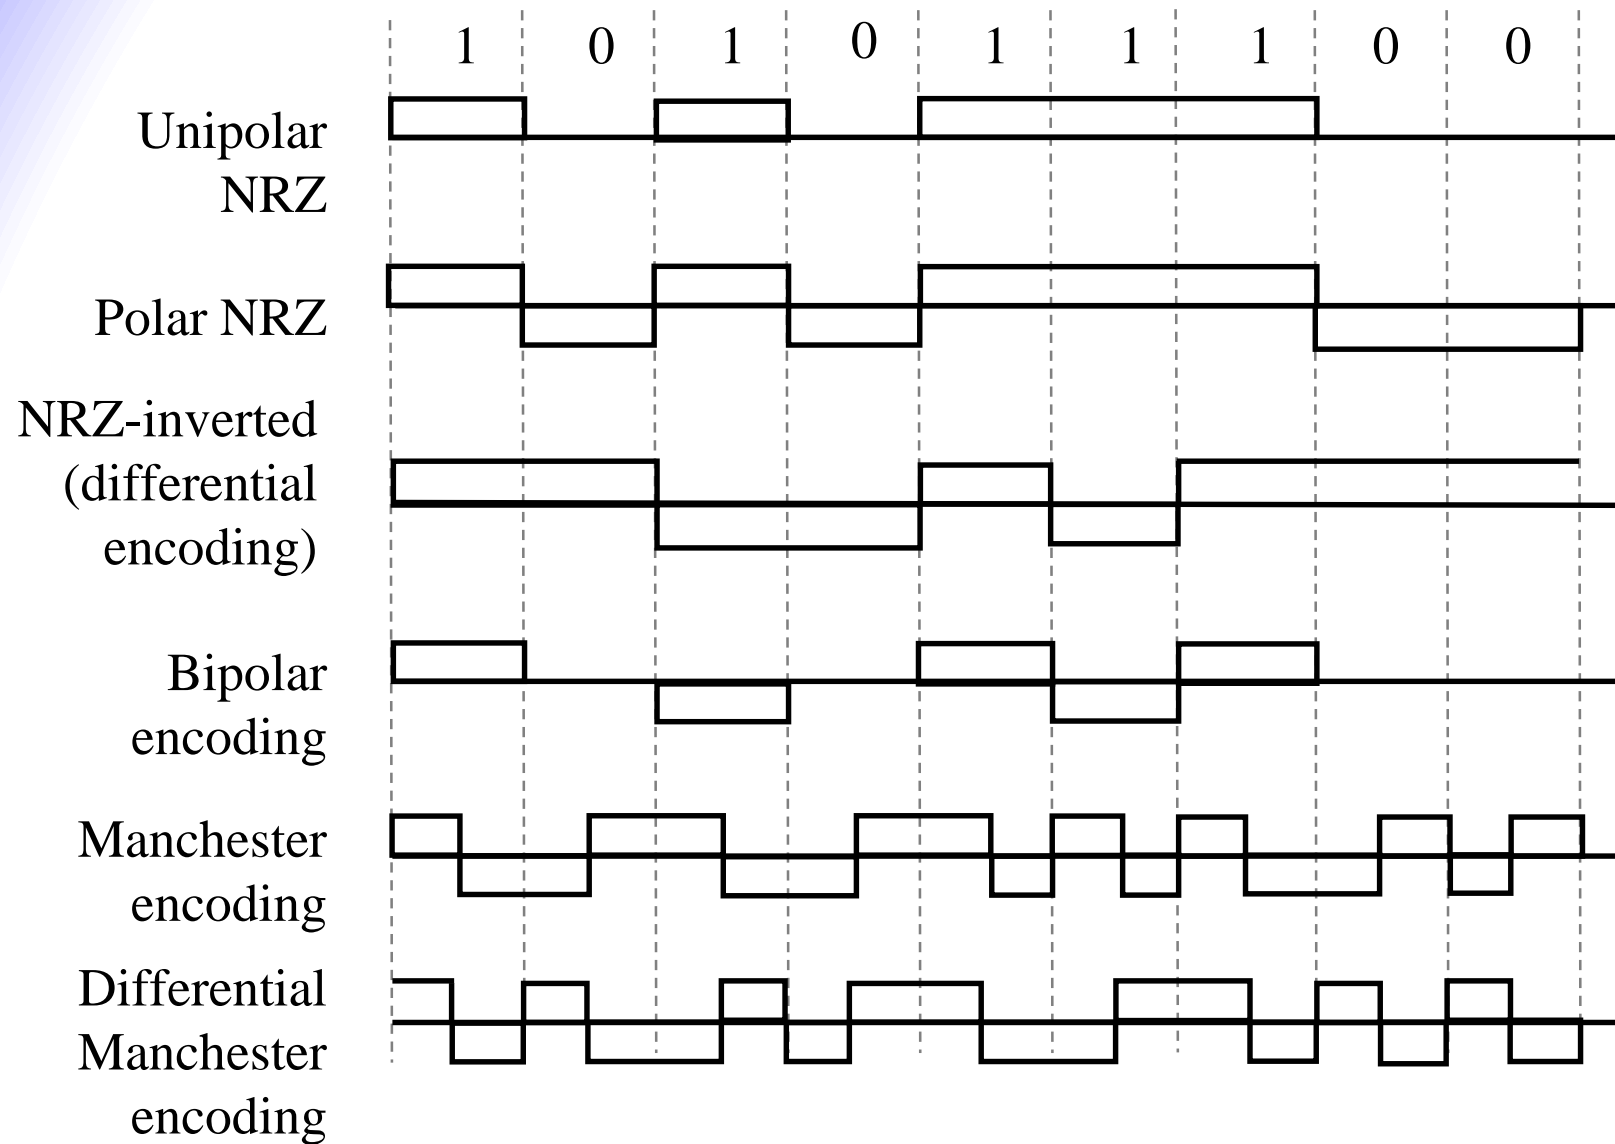 1 0 1 0 1 1 1 0 0
Unipolar
NRZ
Polar NRZ
NRZ-inverted
(differential
encoding)
Bipolar
encoding
Manchester
encoding
Differential
Manchester
encoding